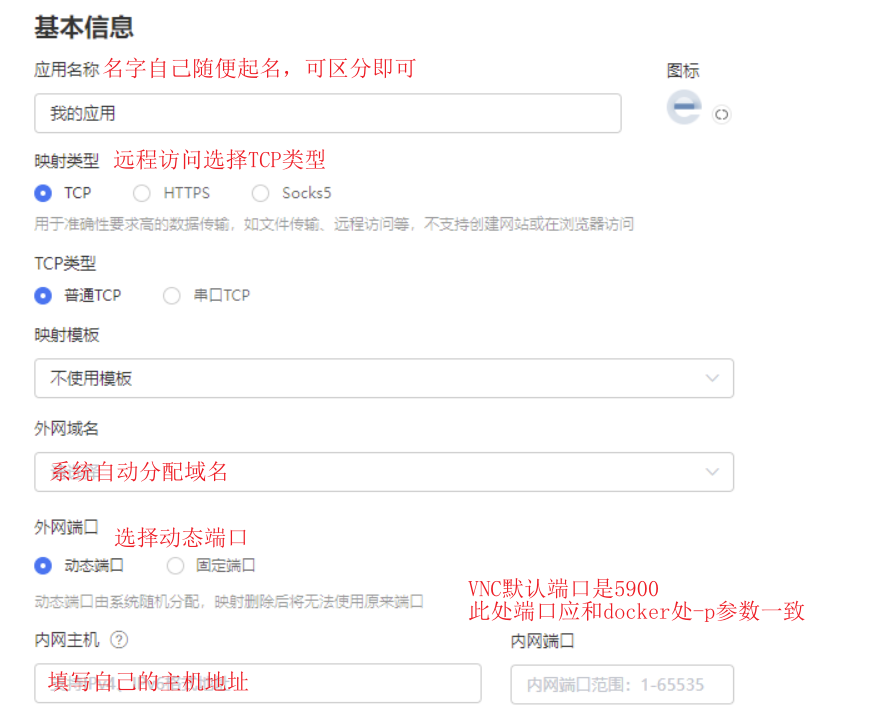 基本信息
应用名称 名字自己随便起名，可区分即可
图标
我的应用
映射类型 远程访问选择TCP类型
TCP HTTPS Socks5
用于准确性要求高的数据传输，如文件传输、远程访问等，不支持创建网站或在浏览器访问
TCP类型
普通TCP 串口TCP
映射模板
不使用模板
外网域名
系统自动分配域名
外网端口 选择动态端口
动态端口 固定端口
动态端口由系统随机分配，映射删除后将无法使用原来端口
VNC默认端口是5900
此处端口应和docker处-p参数一致
内网主机 ?
内网端口
填写自己的主机地址
内网端口范围：1-65535